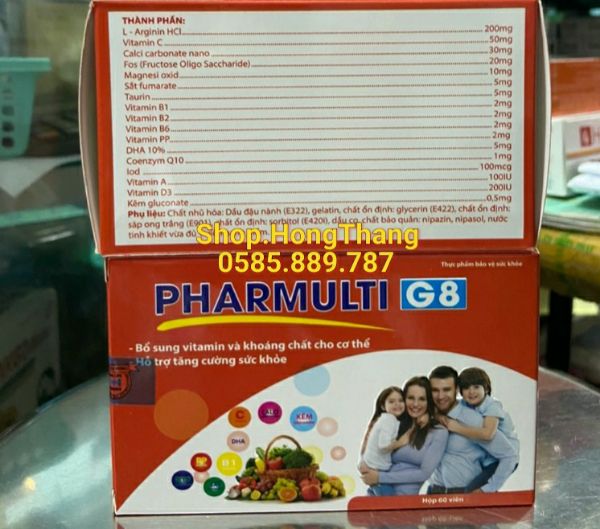 THÀNH PHẦN:
L - Arginin HCl 200mg
Vitamin C 50mg
Calci carbonate nano 30mg
Fos (Fructose Oligo Saccharide) 20mg
Magnesi oxid 10mg
Sắt fumarate 5mg
Taurin 5mg
Vitamin B1 2mg
Vitamin B2 2mg
Vitamin B6 2mg
Vitamin PP 2mg
DHA 10% 5mg
Coenzym Q10 1mg
Iod 100mcg
Vitamin A 100IU
Vitamin D3 200IU
Kẽm gluconate 0,5mg
Phụ liệu: Chất nhũ hóa: Dầu đậu nành (E322), gelatin, chất ổn định: glycerin (E422), chất ổn định:
sáp ong trắng (E901), chất ổn định: sorbitol (E420), dầu cọ, chất bảo quản: nipazin, nipasol, nước
tinh khiết vừa đủ
Shop.HongThang
0585.889.787
Thực phẩm bảo vệ sức khỏe
PHARMULTI G8
- Bổ sung vitamin và khoáng chất cho cơ thể
- Hỗ trợ tăng cường sức khỏe
C
KẼM
DHA
PP
B1
Hộp 60 viên